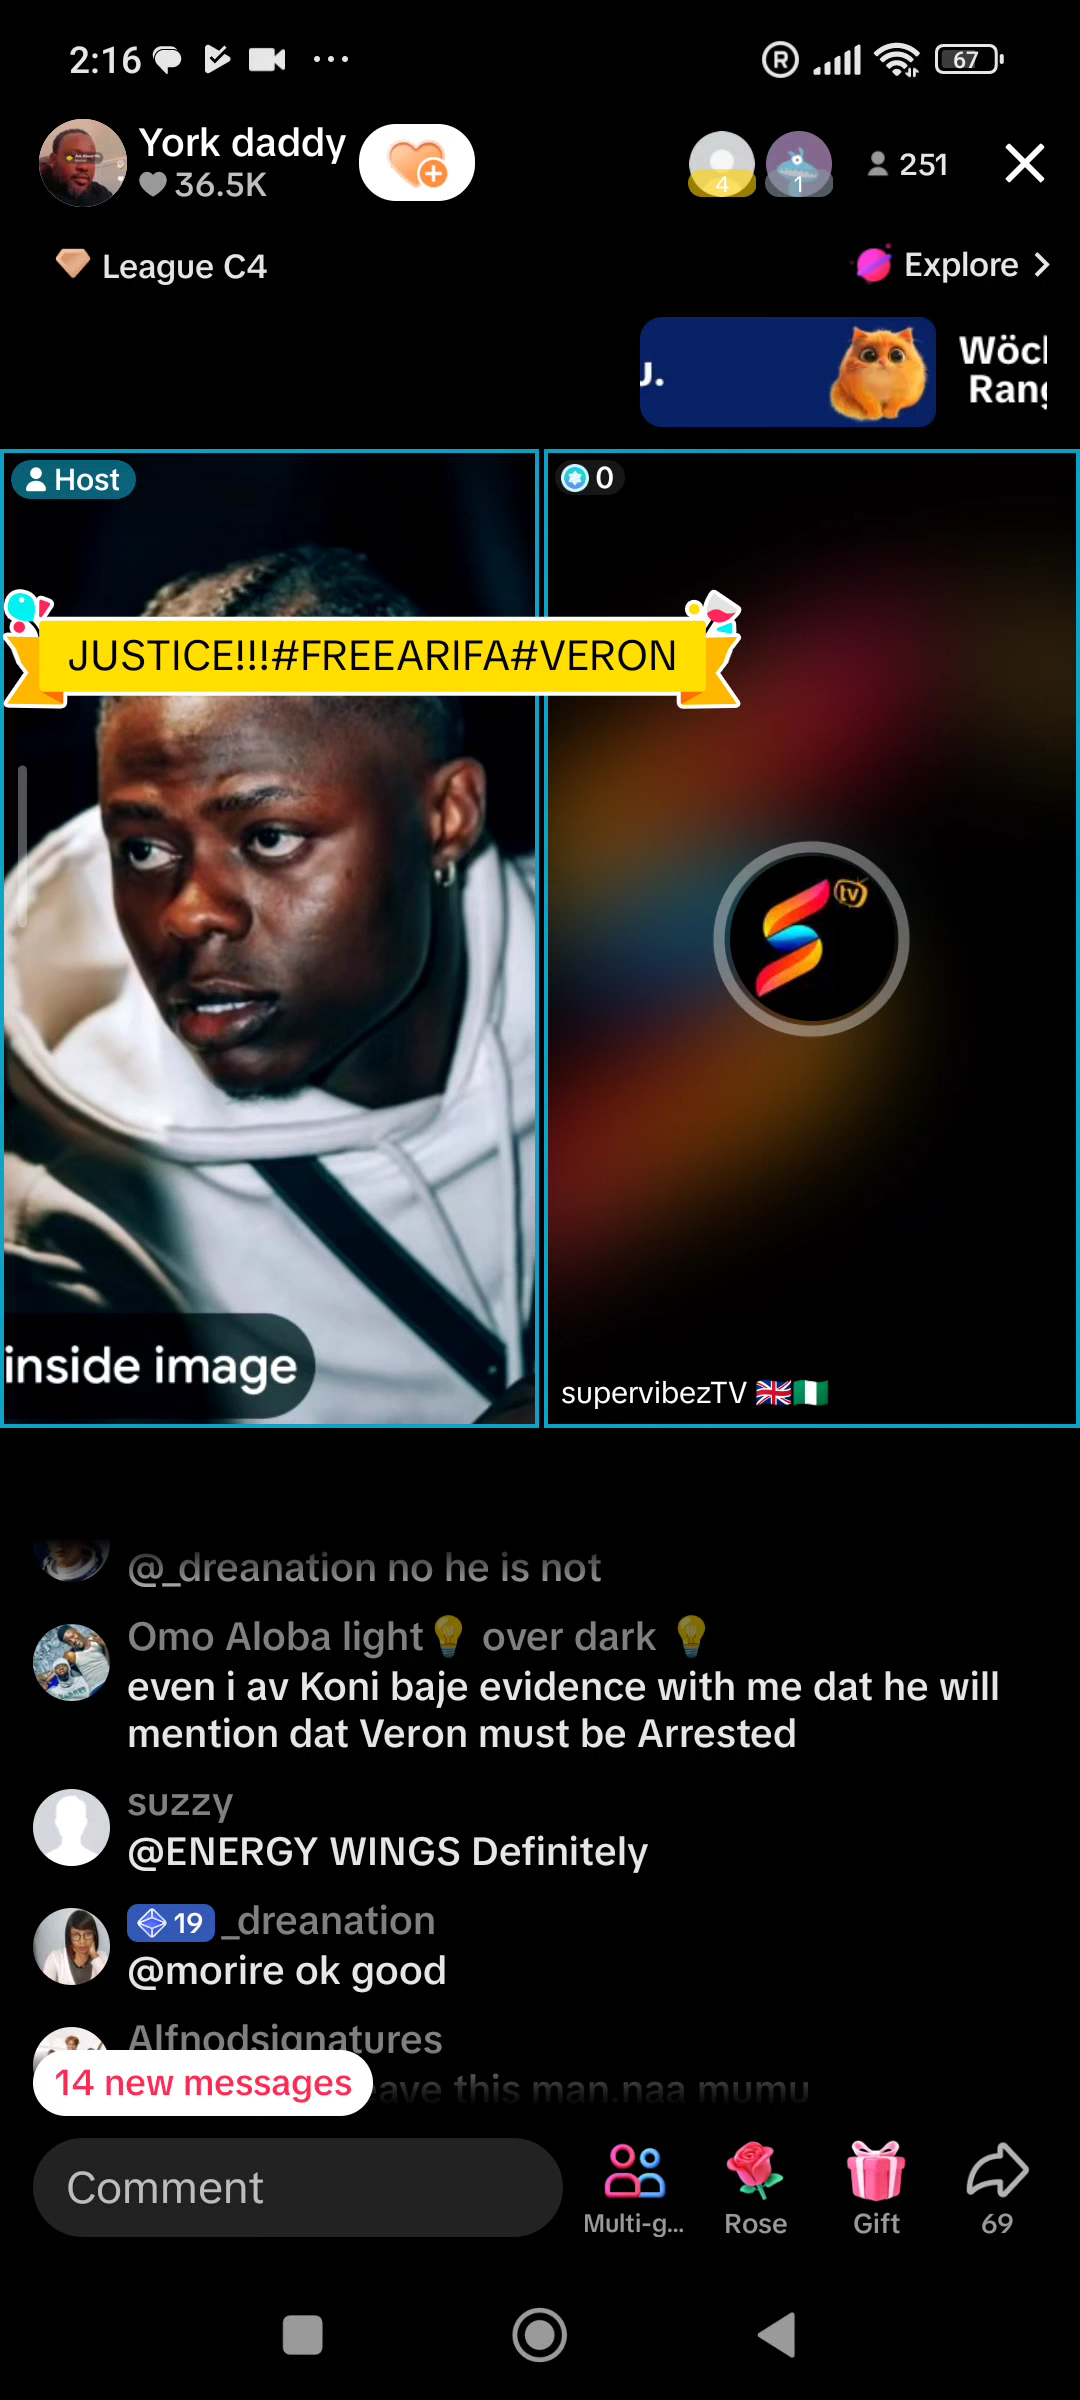 2:16
R
67
York daddy
36.5K
4
1
251
League C4
Explore
u.
Wöc
Rang
Host
0
JUSTICE!!!#FREEARIFA#VERON
tv
inside image
supervibezTV 🇬🇧🇳🇬
@_dreanation no he is not
Omo Aloba light💡 over dark 💡
even i av Koni baje evidence with me dat he will
mention dat Veron must be Arrested
suzzy
@ENERGY WINGS Definitely
19 _dreanation
@morire ok good
Alfnodsignatures
14 new messages
eave this man.naa mumu
Comment
Multi-g...
Rose
Gift
69